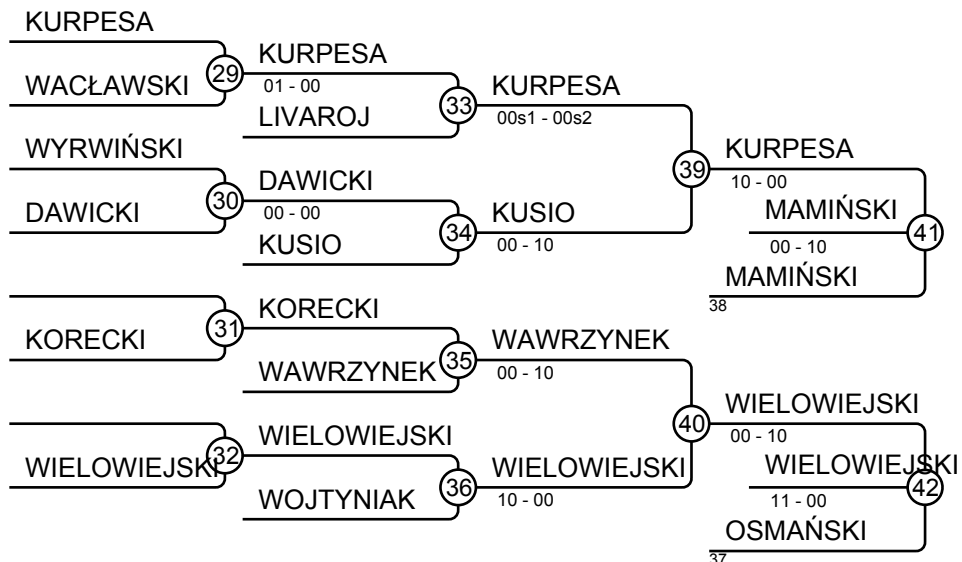 KURPESA
WACŁAWSKI
29
KURPESA
01 - 00
LIVAROJ
33
KURPESA
00s1 - 00s2
WYRWIŃSKI
DAWICKI
30
DAWICKI
00 - 00
KUSIO
34
KUSIO
00 - 10
39
KURPESA
10 - 00
MAMIŃSKI
00 - 10
41
MAMIŃSKI
38
31
KORECKI
KORECKI
WAWRZYNEK
35
WAWRZYNEK
00 - 10
32
WIELOWIEJSKI
WIELOWIEJSKI
WOJTYNIAK
36
WIELOWIEJSKI
10 - 00
40
WIELOWIEJSKI
00 - 10
WIELOWIEJSKI
11 - 00
42
OSMAŃSKI
37